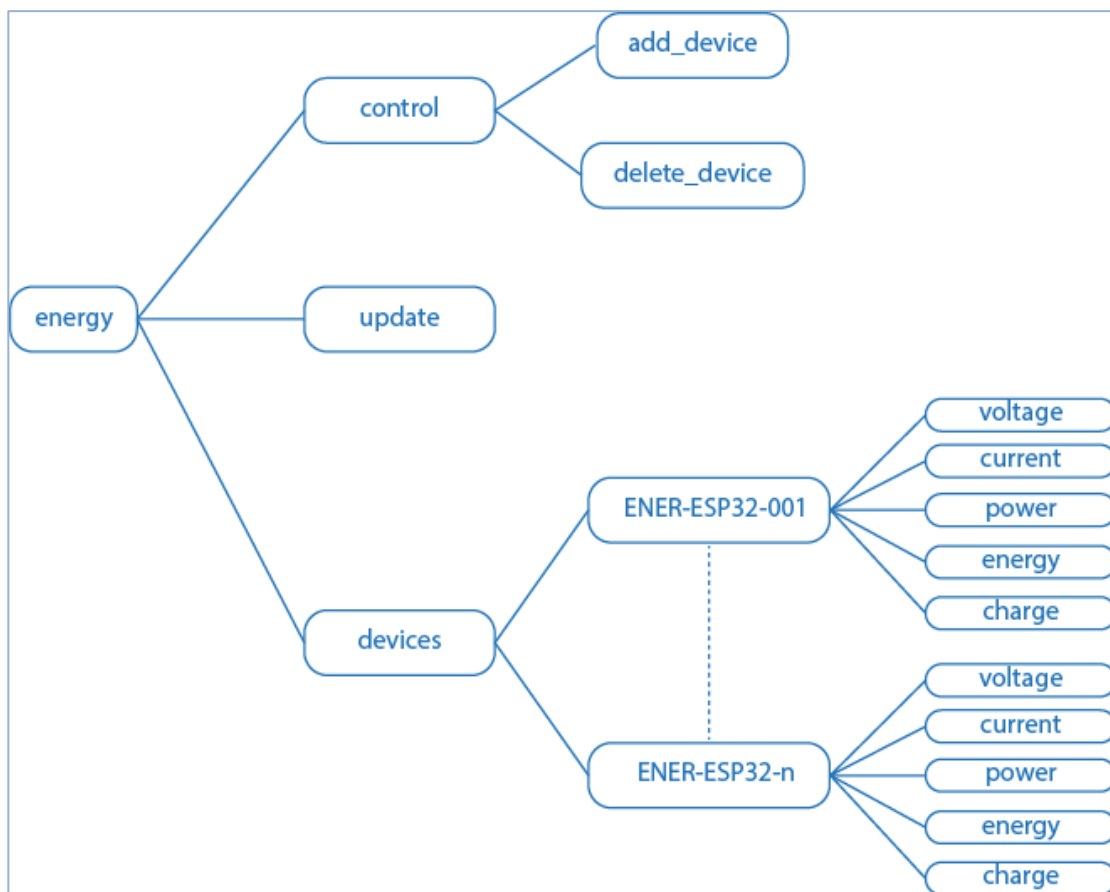 add_device
control
delete_device
energy
update
voltage
current
ENER-ESP32-001
power
energy
charge
devices
voltage
current
ENER-ESP32-n
power
energy
charge